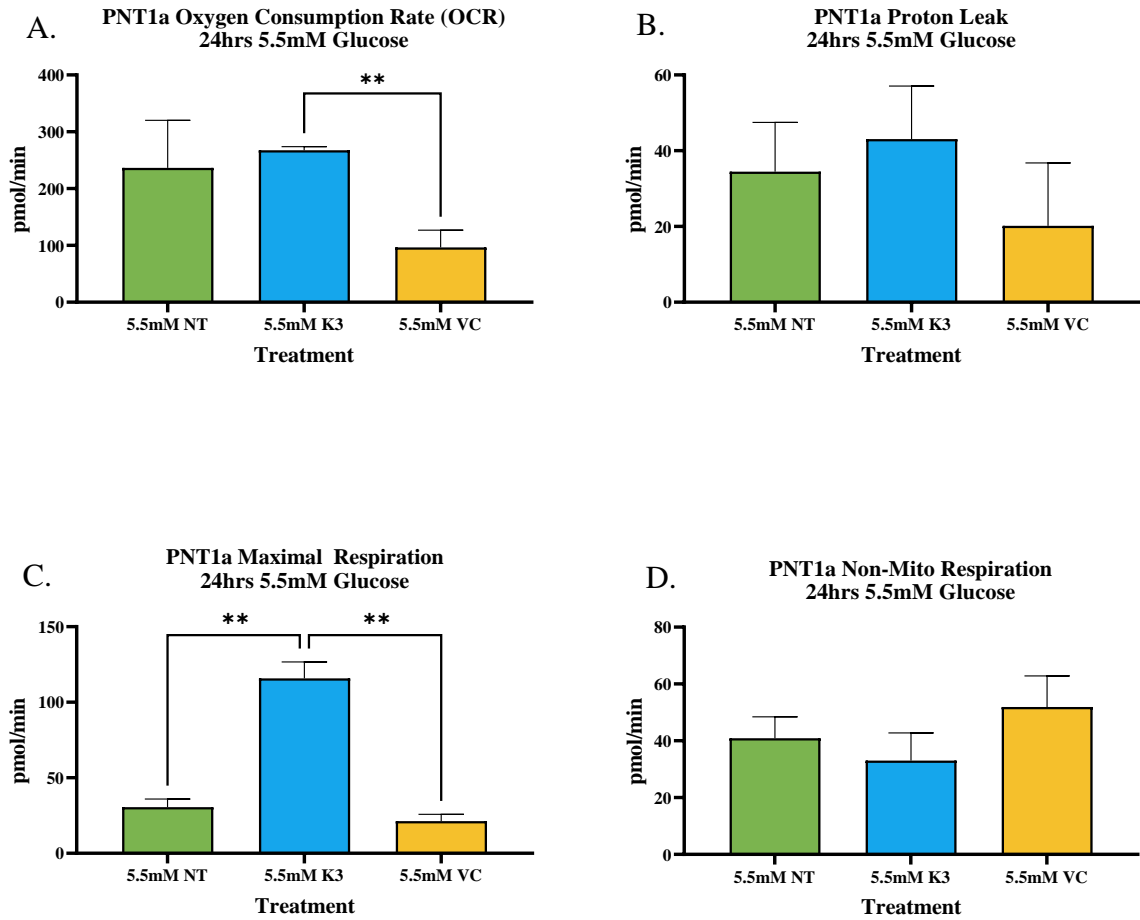 A.
PNT1a Oxygen Consumption Rate (OCR)
24hrs 5.5mM Glucose
400
300
200
100
0
pmol/min
**
5.5mM NT
5.5mM K3
5.5mM VC
Treatment
B.
PNT1a Proton Leak
24hrs 5.5mM Glucose
60
40
20
0
pmol/min
5.5mM NT
5.5mM K3
5.5mM VC
Treatment
C.
PNT1a Maximal Respiration
24hrs 5.5mM Glucose
150
100
50
0
pmol/min
**
**
5.5mM NT
5.5mM K3
5.5mM VC
Treatment
D.
PNT1a Non-Mito Respiration
24hrs 5.5mM Glucose
80
60
40
20
0
pmol/min
5.5mM NT
5.5mM K3
5.5mM VC
Treatment